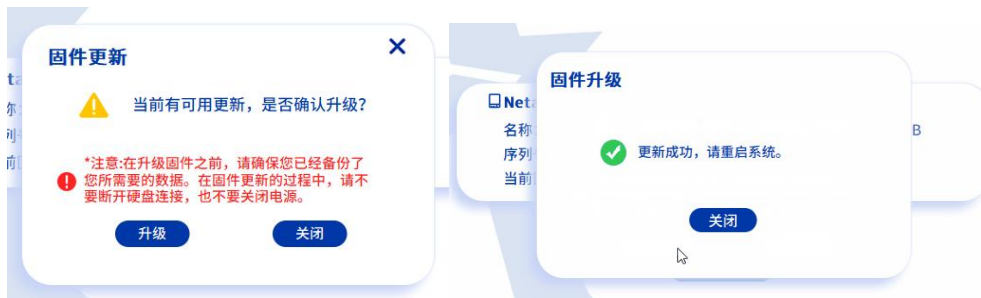 固件更新
当前有可用更新，是否确认升级？
*注意:在升级固件之前，请确保您已经备份了
您所需要的数据。在固件更新的过程中，请不
要断开硬盘连接，也不要关闭电源。
升级
关闭
固件升级
Neta
名称
序列
当前
B
更新成功，请重启系统。
关闭